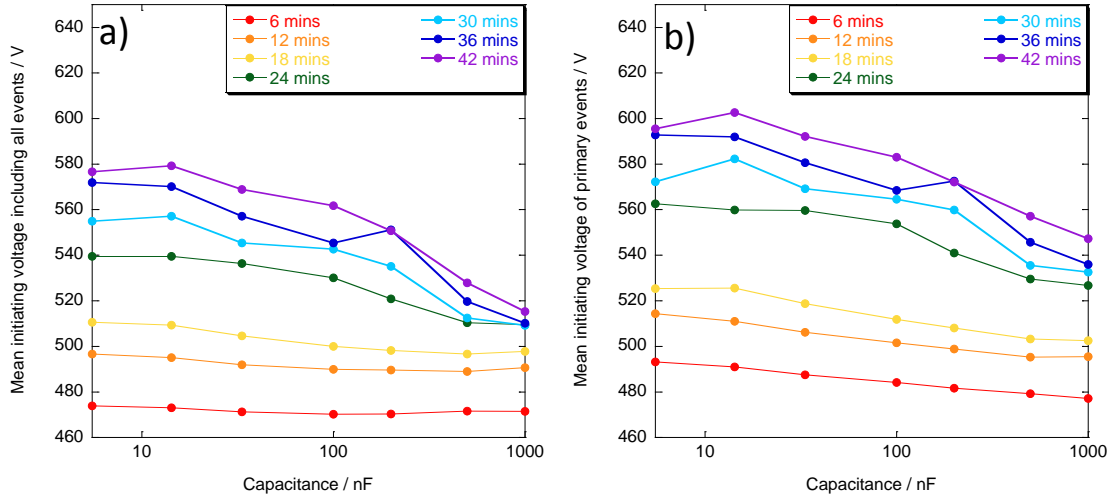 a)
6 mins
12 mins
18 mins
24 mins
30 mins
36 mins
42 mins
640
620
600
580
560
540
520
500
480
460
10
100
1000
Mean initiating voltage including all events / V
Capacitance / nF
b)
6 mins
12 mins
18 mins
24 mins
30 mins
36 mins
42 mins
640
620
600
580
560
540
520
500
480
460
10
100
1000
Mean initiating voltage of primary events / V
Capacitance / nF